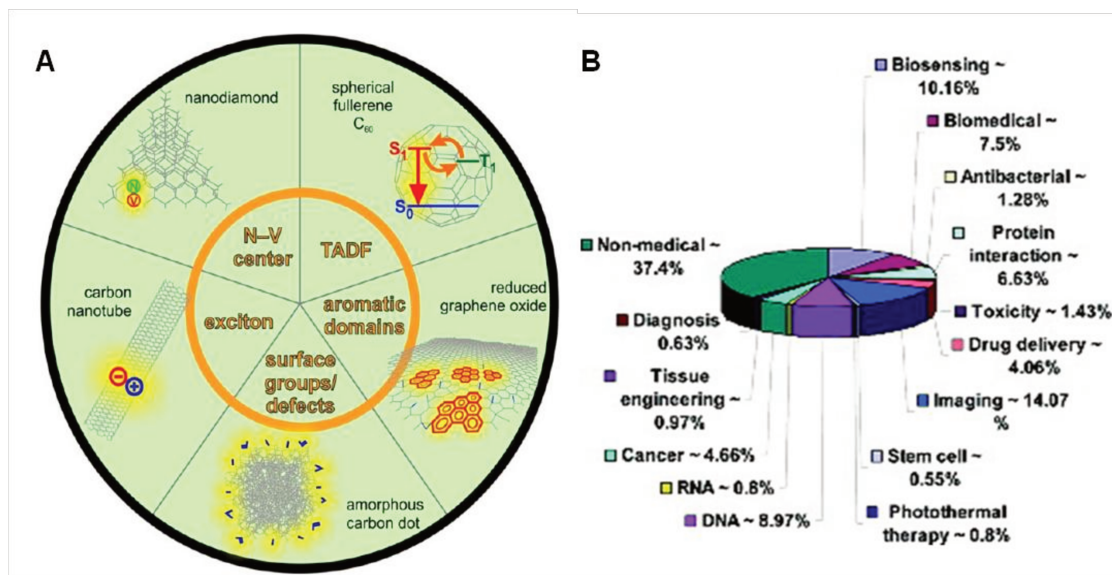 A
nanodiamond
N
V
spherical
fullerene
C60
S1
T1
S0
N–V
center
TADF
carbon
nanotube
exciton
aromatic
domains
reduced
graphene oxide
surface
groups/
defects
amorphous
carbon dot
B
Biosensing ~
10.16%
Biomedical ~
7.5%
Antibacterial ~
1.28%
Protein
interaction ~
6.63%
Toxicity ~ 1.43%
Drug delivery ~
4.06%
Imaging ~ 14.07
%
Stem cell ~
0.55%
Photothermal
therapy ~ 0.8%
Non-medical ~
37.4%
Diagnosis
0.63%
Tissue
engineering ~
0.97%
Cancer ~ 4.66%
RNA ~ 0.8%
DNA ~ 8.97%